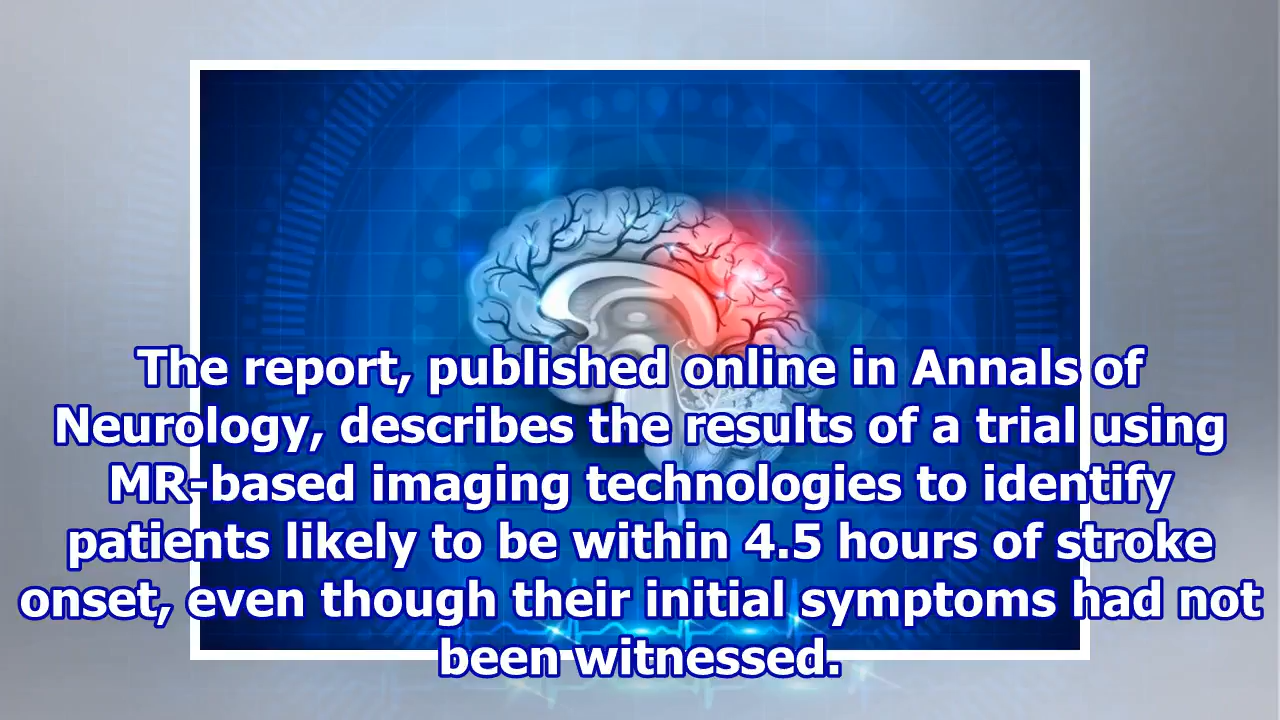 The report, published online in Annals of
Neurology, describes the results of a trial using
MR-based imaging technologies to identify
patients likely to be within 4.5 hours of stroke
onset, even though their initial symptoms had not
been witnessed.